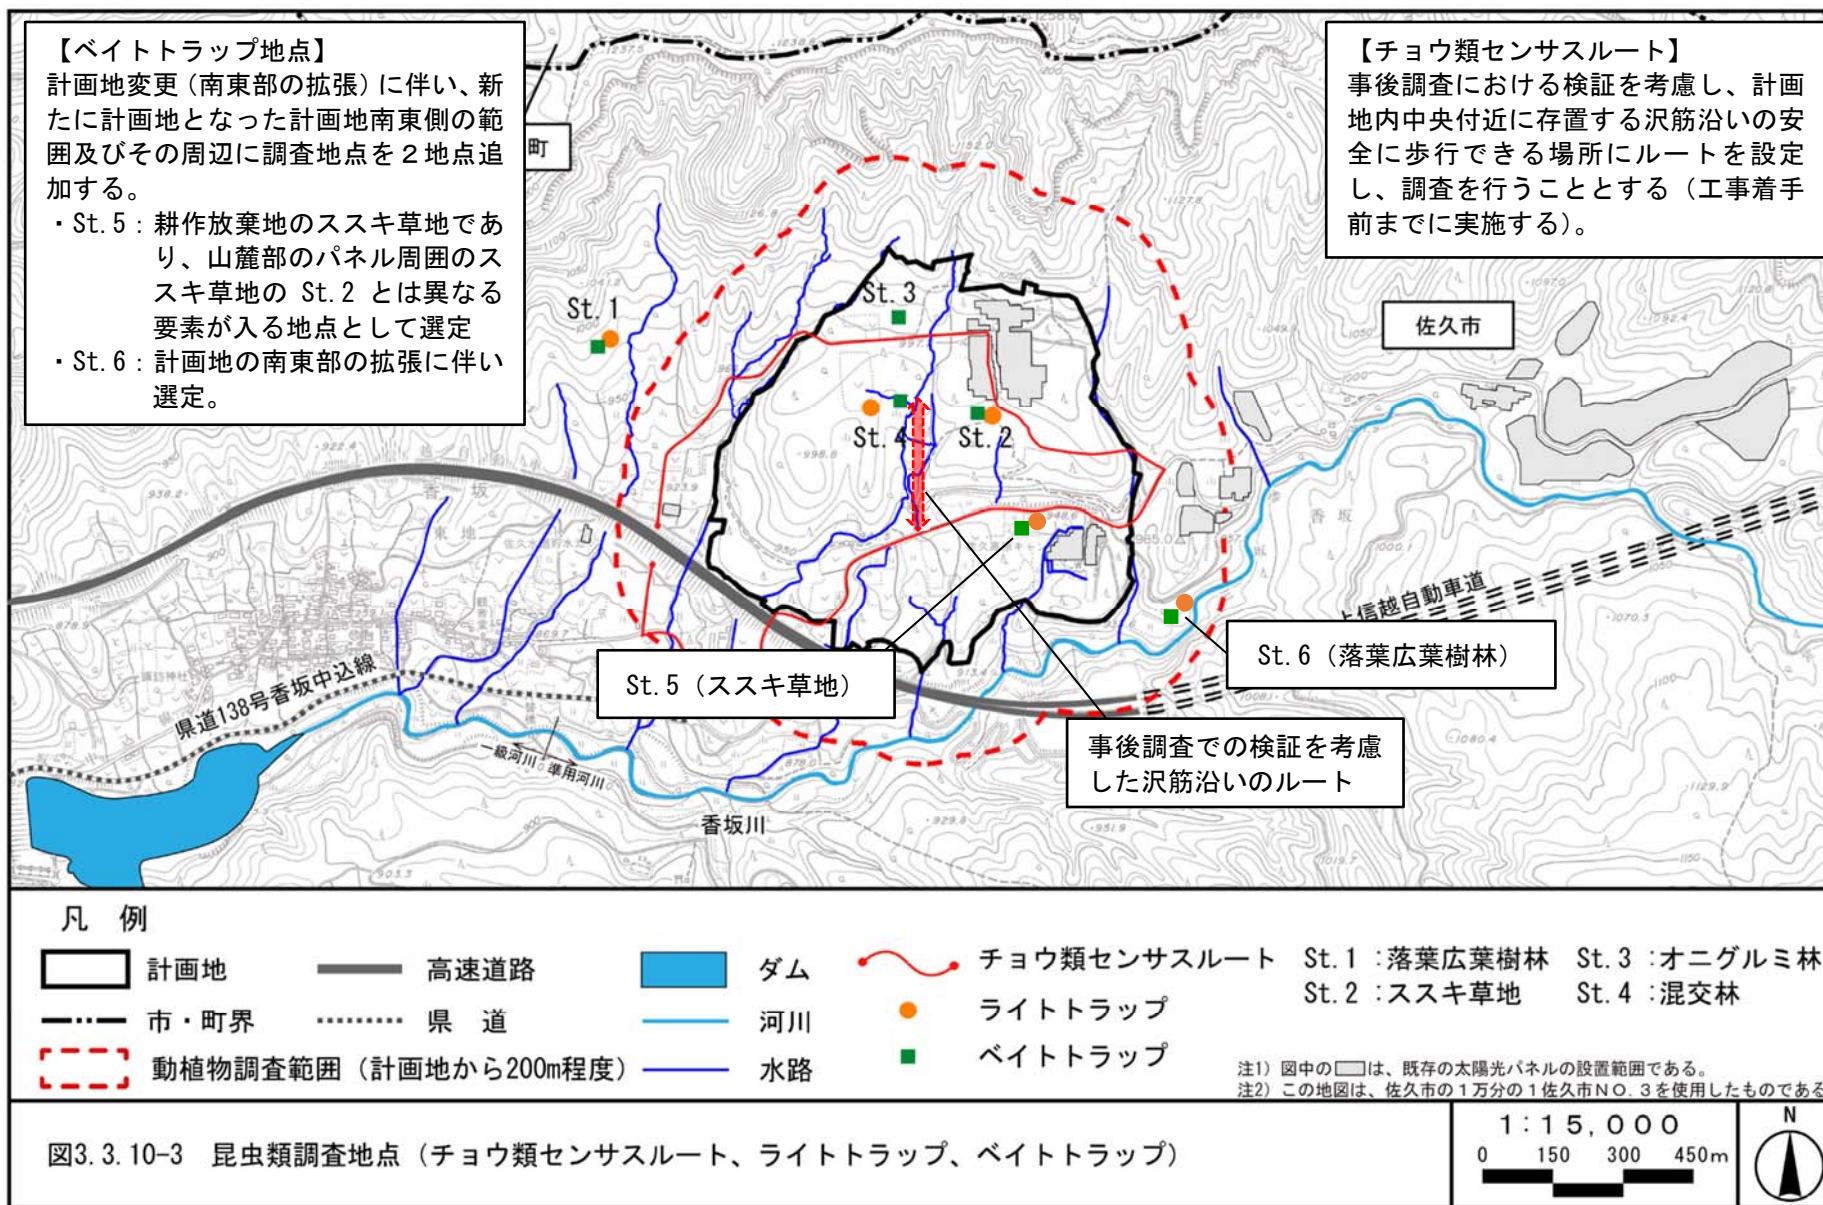 【ベイトトラップ地点】
計画地変更（南東部の拡張）に伴い、新
たに計画地となった計画地南東側の範
囲及びその周辺に調査地点を２地点追
加する。
・St.5：耕作放棄地のススキ草地であ
り、山麓部のパネル周囲のス
スキ草地の St.2 とは異なる
要素が入る地点として選定
・St.6：計画地の南東部の拡張に伴い
選定。
町
【チョウ類センサスルート】
事後調査における検証を考慮し、計画
地内中央付近に存置する沢筋沿いの安
全に歩行できる場所にルートを設定
し、調査を行うこととする（工事着手
前までに実施する）。
St.1
St.3
佐久市
St.4
St.2
上信越自動車道
St.6（落葉広葉樹林）
St.5（ススキ草地）
事後調査での検証を考慮
した沢筋沿いのルート
県道138号香坂中込線
一級河川
準用河川
香坂川
凡　例
計画地
高速道路
ダム
チョウ類センサスルート
St.1：落葉広葉樹林
St.3：オニグルミ林
市・町界
県　道
河川
ライトトラップ
St.2：ススキ草地
St.4：混交林
動植物調査範囲（計画地から200m程度）
水路
ベイトトラップ
注1）図中の　は、既存の太陽光パネルの設置範囲である。
注2）この地図は、佐久市の１万分の１佐久市ＮＯ.３を使用したものである
図3.3.10-3　昆虫類調査地点（チョウ類センサスルート、ライトトラップ、ベイトトラップ）
1:15,000
0　150　300　450m
N